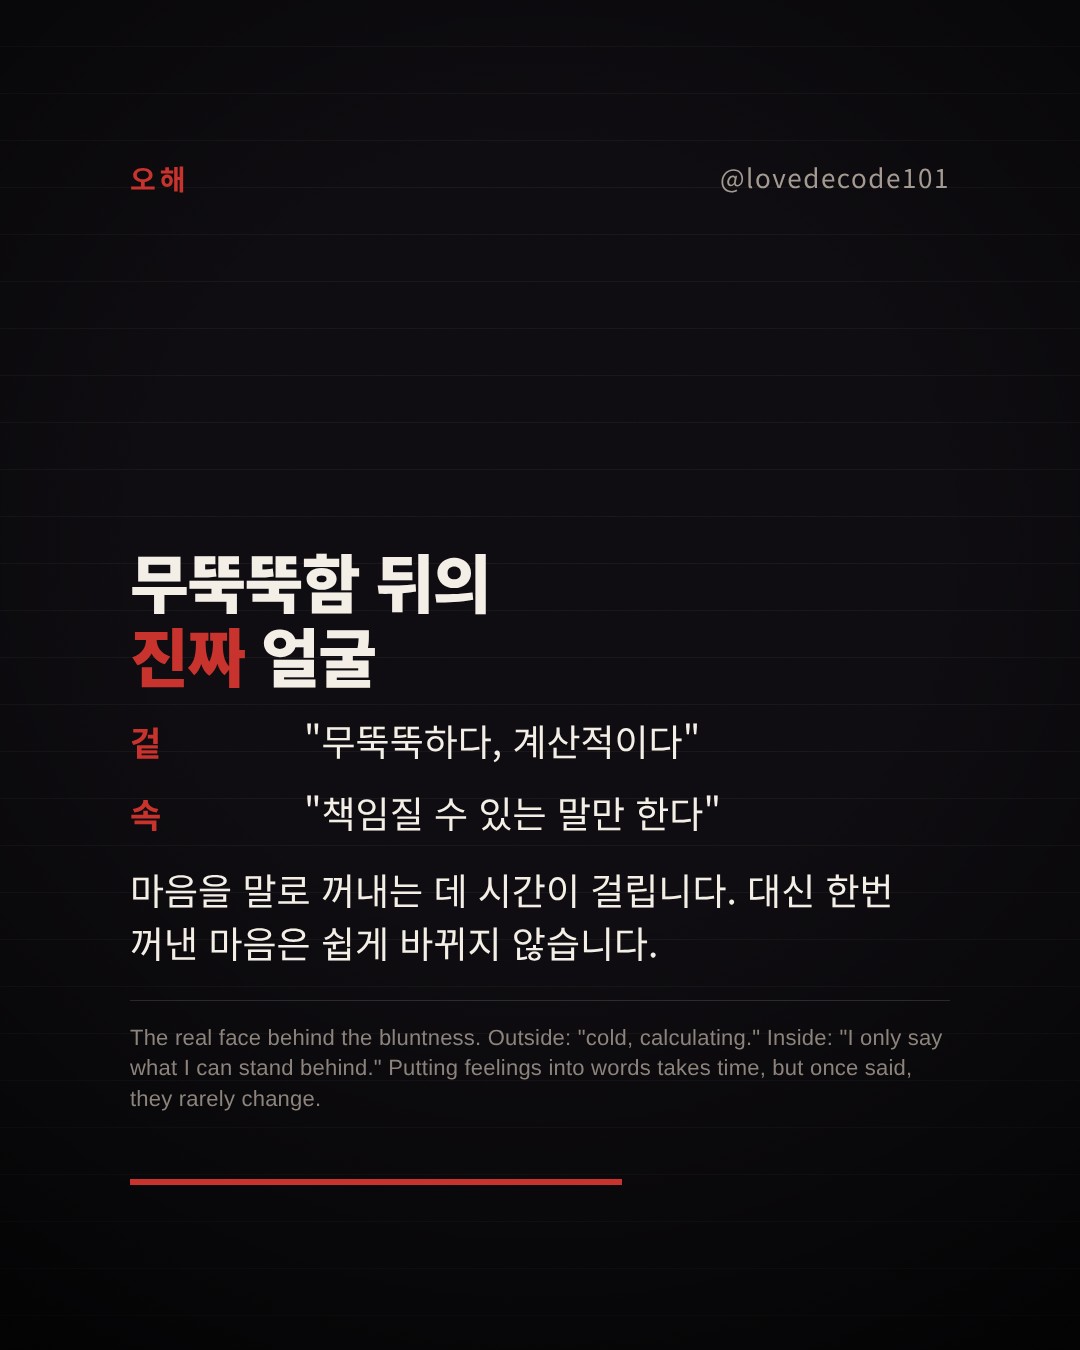 오해
@lovedecode101
무뚝뚝함 뒤의
진짜 얼굴
겉 "무뚝뚝하다, 계산적이다"
속 "책임질 수 있는 말만 한다"
마음을 말로 꺼내는 데 시간이 걸립니다. 대신 한번
꺼낸 마음은 쉽게 바뀌지 않습니다.
The real face behind the bluntness. Outside: "cold, calculating." Inside: "I only say
what I can stand behind." Putting feelings into words takes time, but once said,
they rarely change.